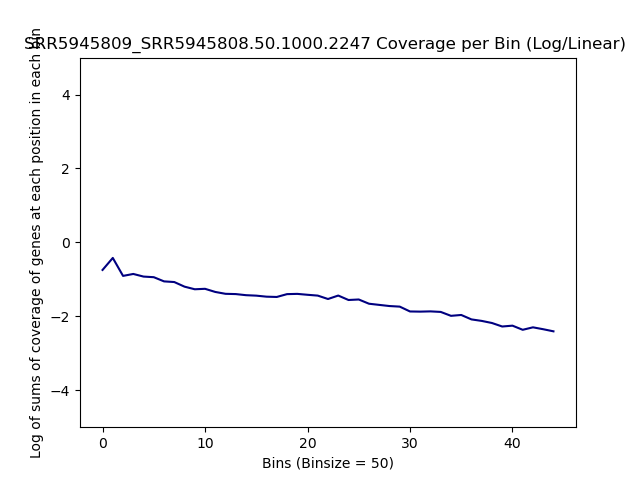 SRR5945809_SRR5945808.50.1000.2247 Coverage per Bin (Log/Linear)
Log of sums of coverage of genes at each position in each bin
4
2
0
−2
−4
0 10 20 30 40
Bins (Binsize = 50)